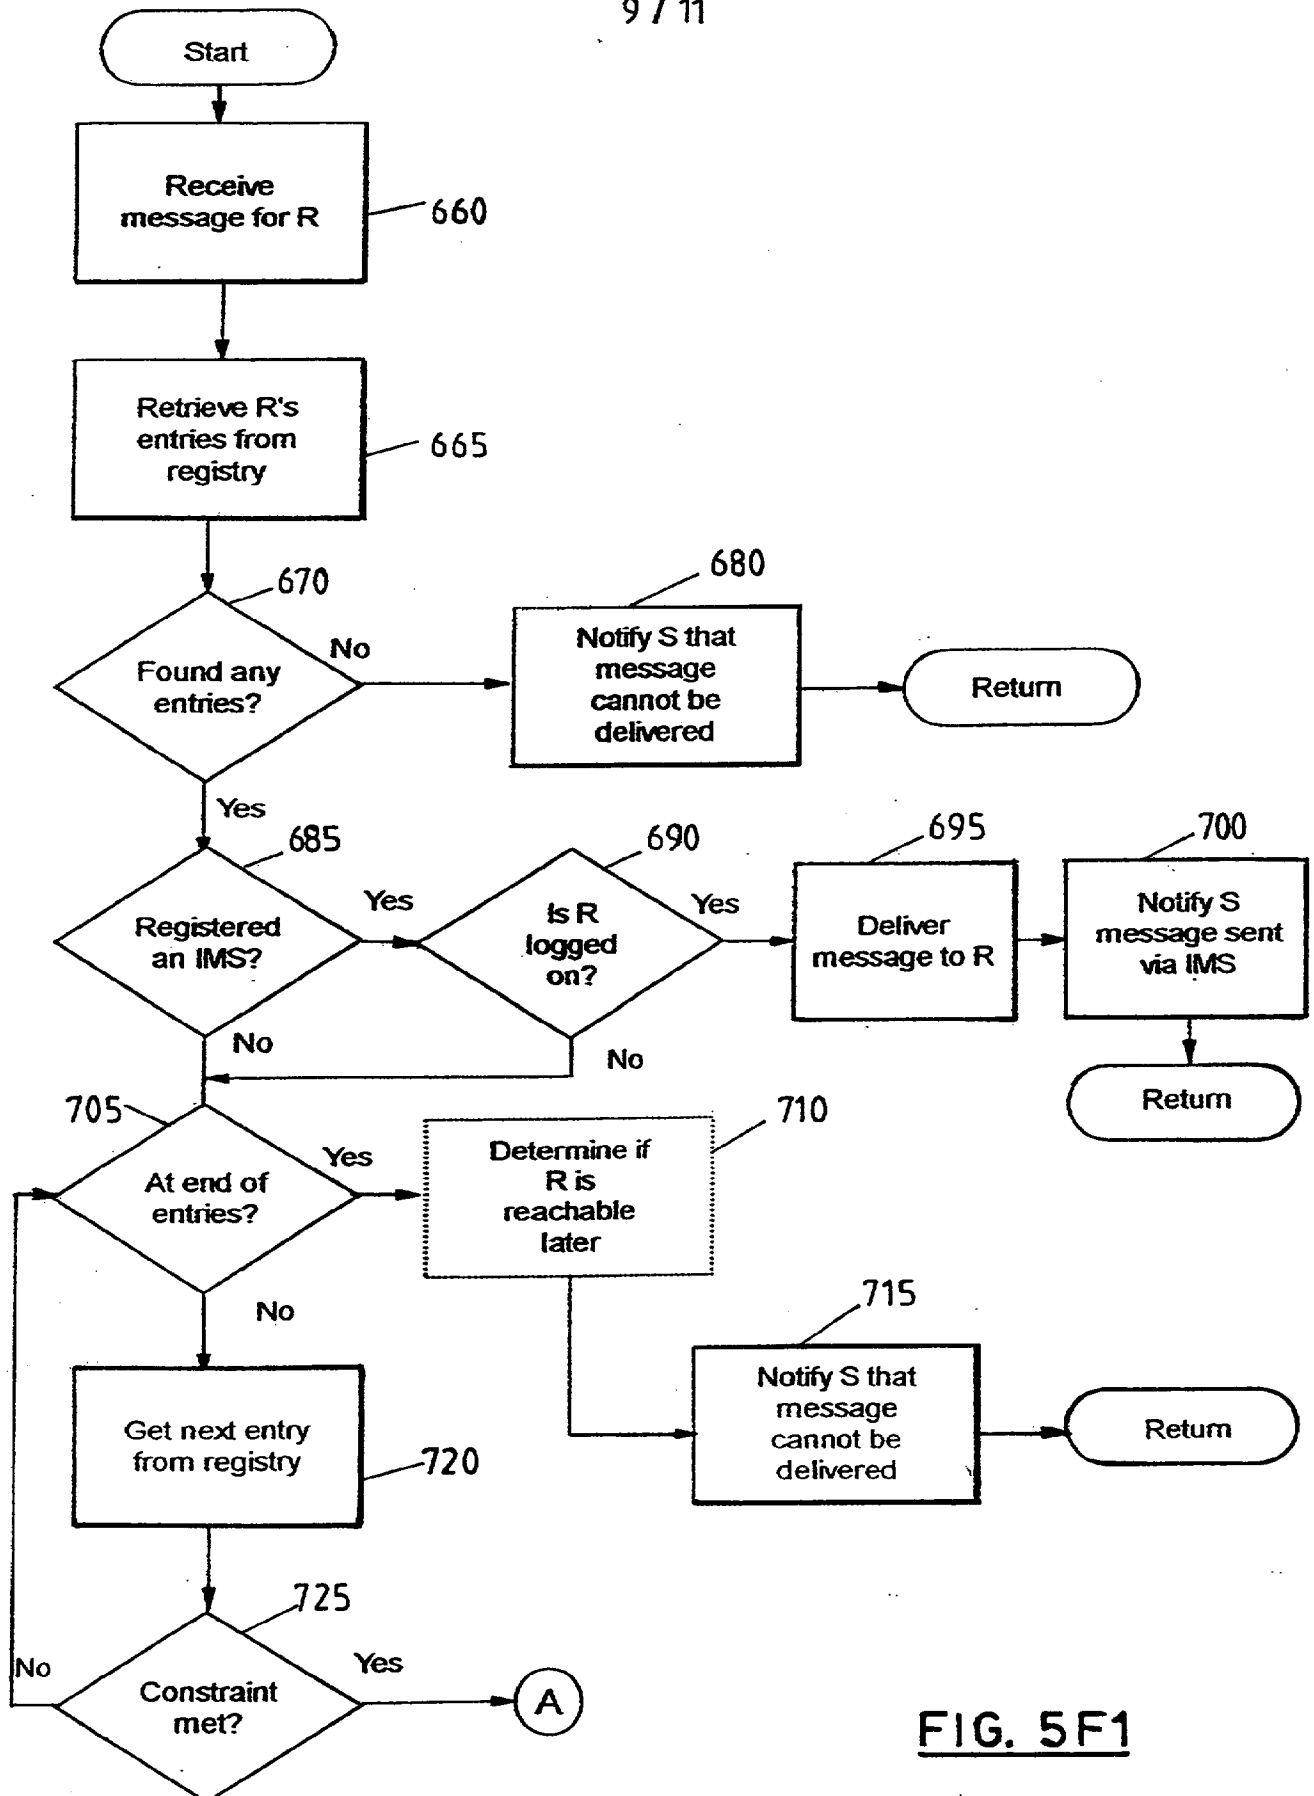 9 / 11
Start
Receive
message for R
660
Retrieve R's
entries from
registry
665
670
Found any
entries?
No
680
Notify S that
message
cannot be
delivered
Return
Yes
685
Registered
an IMS?
Yes
690
Is R
logged
on?
Yes
695
Deliver
message to R
700
Notify S
message sent
via IMS
Return
No
No
705
At end of
entries?
Yes
710
Determine if
R is
reachable
later
715
Notify S that
message
cannot be
delivered
Return
No
Get next entry
from registry
720
725
Constraint
met?
No
Yes
A
FIG. 5F1